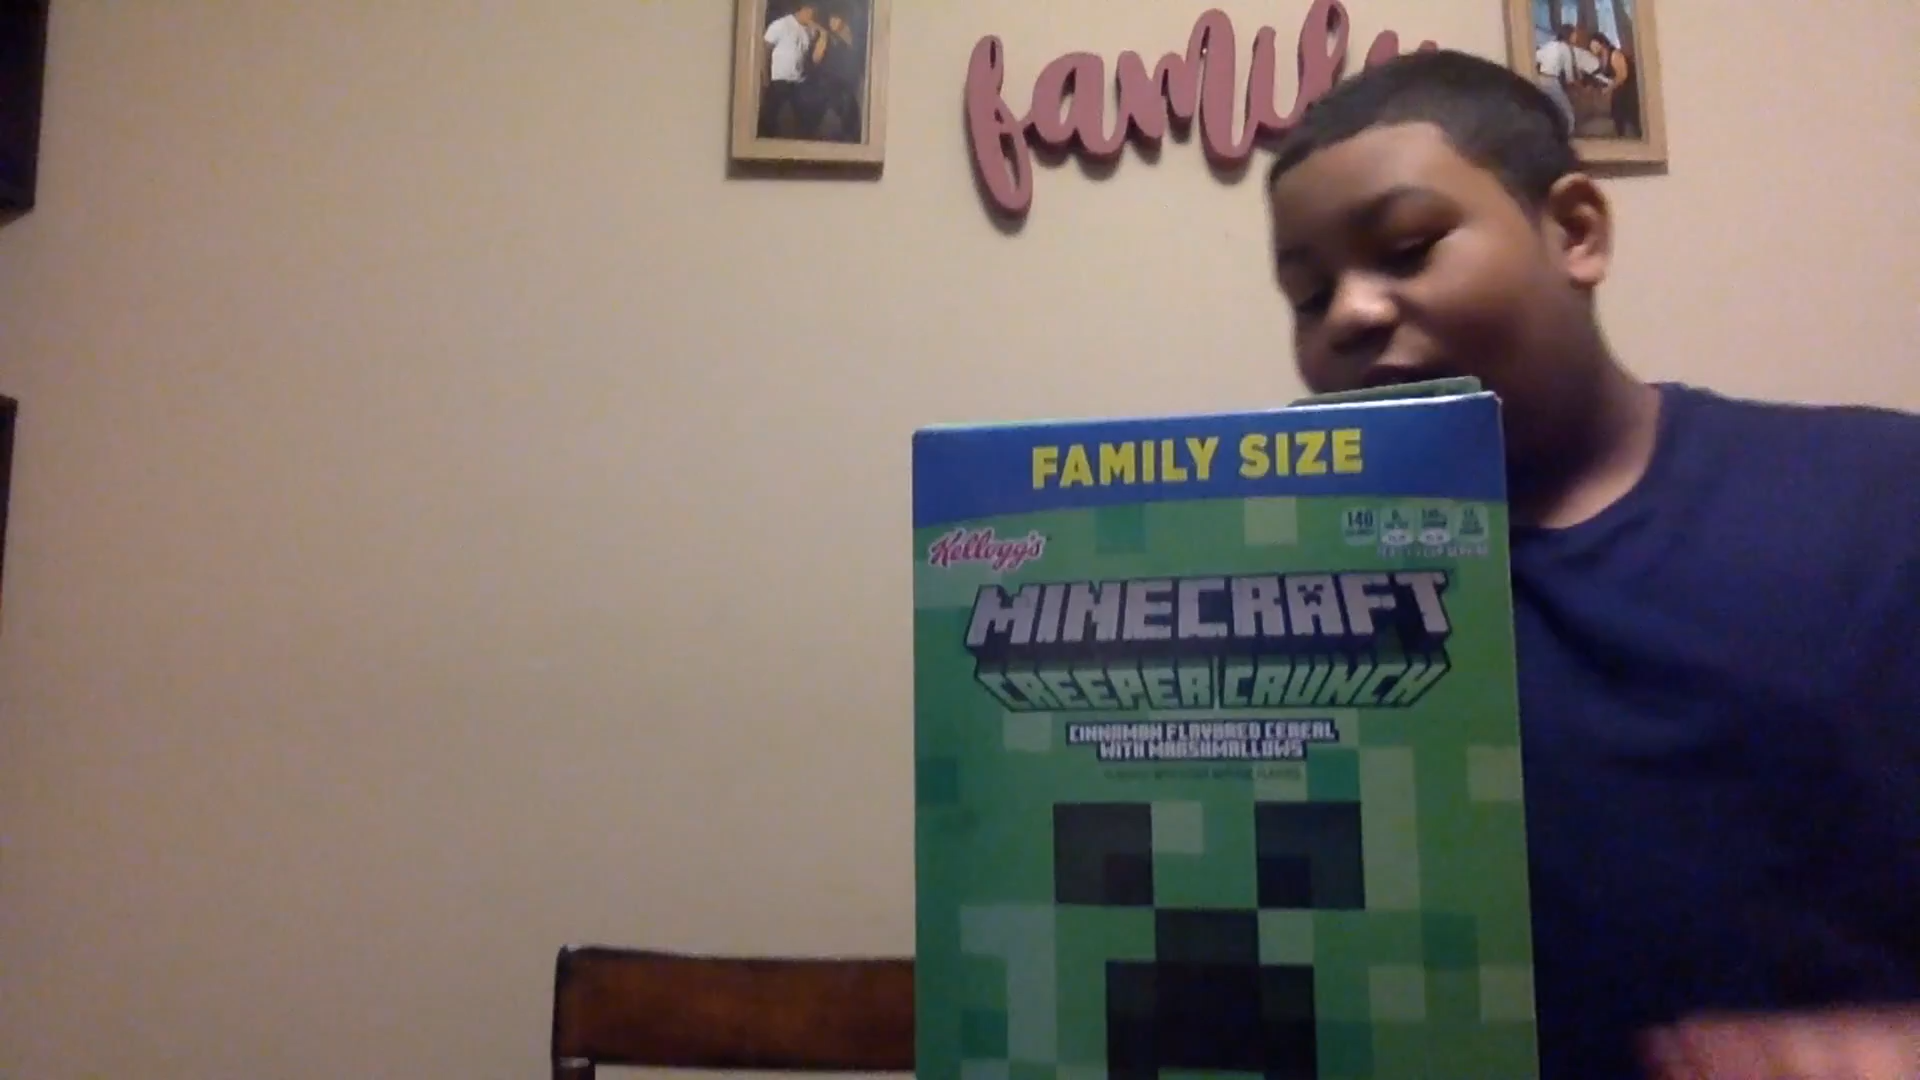 family
FAMILY SIZE
Kellogg's
140
MINECRAFT
CREEPER CRUNCH
CINNAMON FLAVORED CEREAL
WITH MARSHMALLOWS